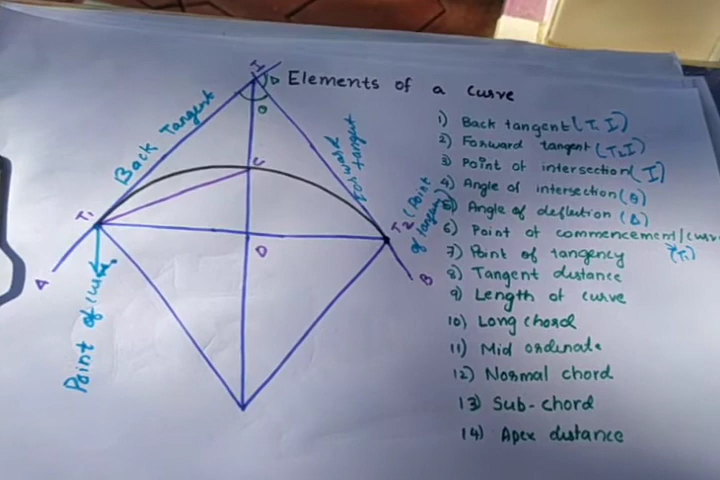 Elements of a curve
I
Δ
θ
Back Tangent
Forward tangent
C
T1
T2 (Point of tangency)
D
A
B
Point of curve
1) Back tangent (T1 I)
2) Forward tangent (T2 I)
3) Point of intersection (I)
4) Angle of intersection (θ)
5) Angle of deflection (Δ)
6) Point of commencement/curve
(T1)
7) Point of tangency
8) Tangent distance
9) Length of curve
10) Long chord
11) Mid ordinate
12) Normal chord
13) Sub-chord
14) Apex distance